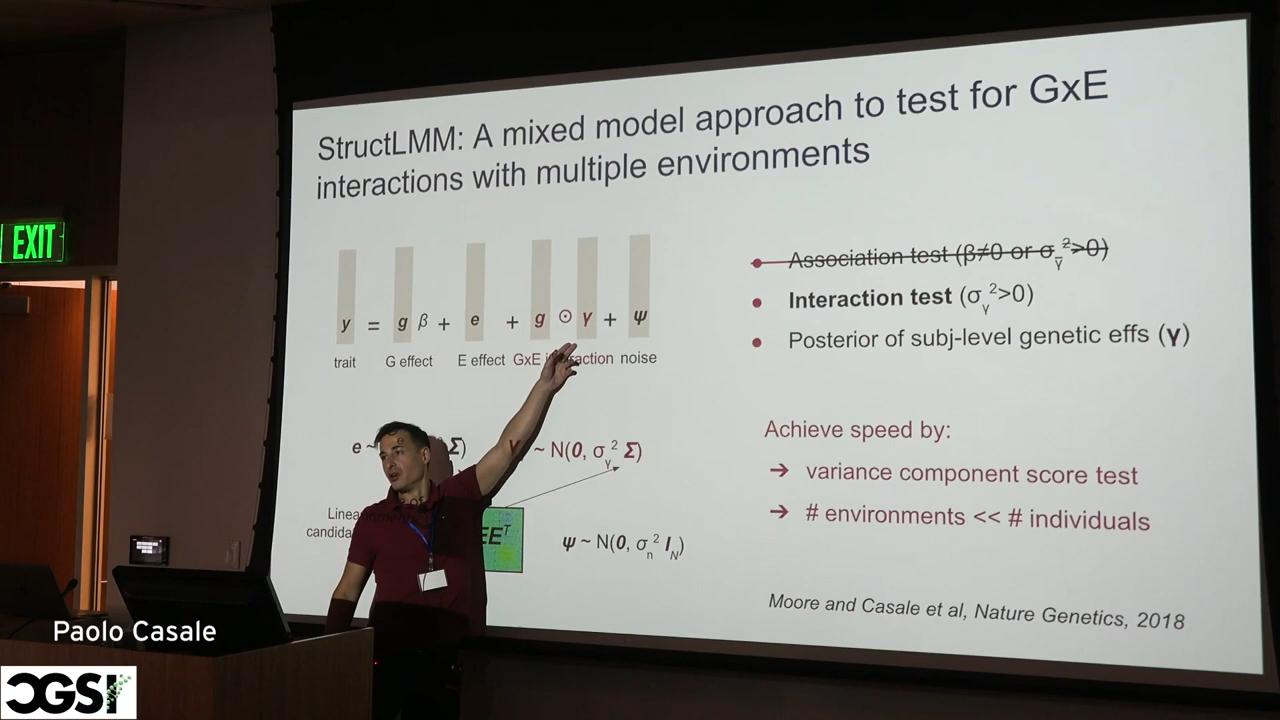 StructLMM: A mixed model approach to test for GxE
interactions with multiple environments
EXIT
y = g β + e + g ⊙ γ + ψ
trait G effect E effect GxE noise
Association test (β≠0 or σγ²>0)
Interaction test (σγ²>0)
Posterior of subj-level genetic effs (γ)
e ~ Σ)
γ ~ N(0, σγ² Σ)
EEᵀ
ψ ~ N(0, σn² IN)
Achieve speed by:
→ variance component score test
→ # environments << # individuals
Moore and Casale et al, Nature Genetics, 2018
Paolo Casale
CGSI